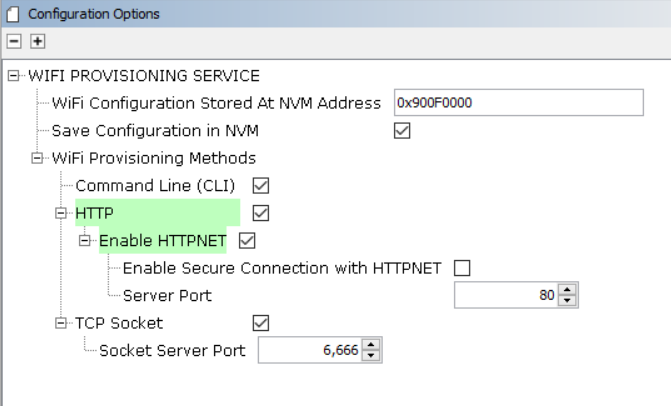 Configuration Options
WIFI PROVISIONING SERVICE
WiFi Configuration Stored At NVM Address 0x900F0000
Save Configuration in NVM
WiFi Provisioning Methods
Command Line (CLI)
HTTP
Enable HTTPNET
Enable Secure Connection with HTTPNET
Server Port 80
TCP Socket
Socket Server Port 6,666